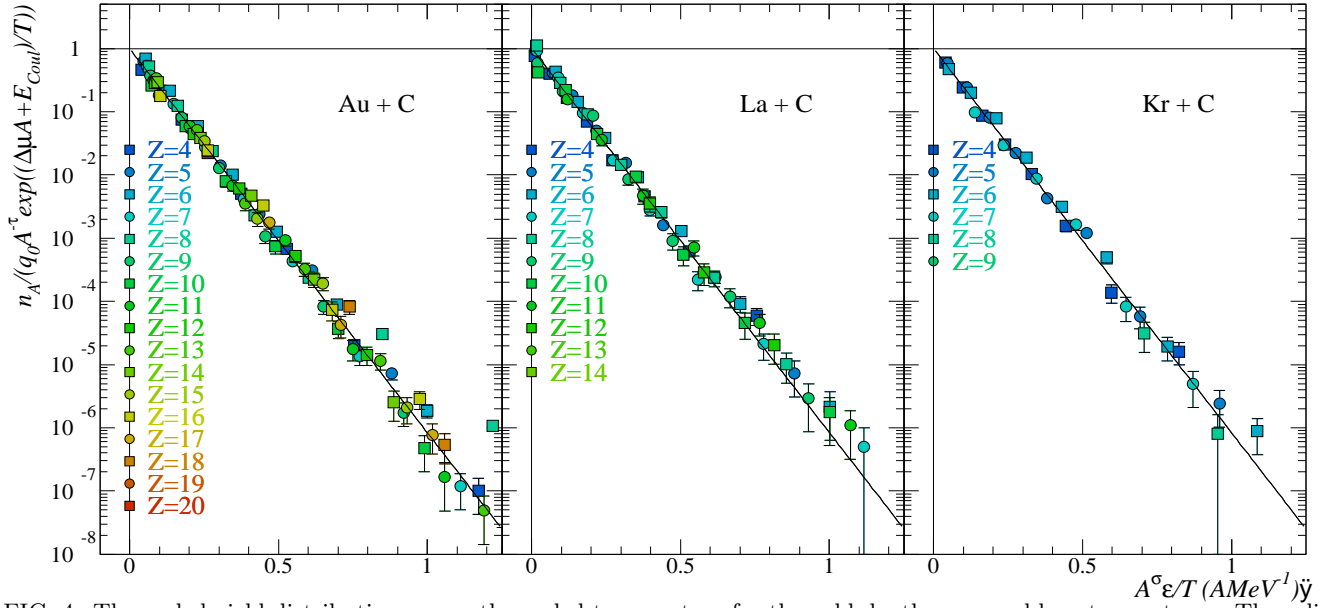 n_A/(q_0A^-τ exp((ΔμA+E_Coul)/T))
1
10 -1
10 -2
10 -3
10 -4
10 -5
10 -6
10 -7
10 -8
10
Au + C
Z=4
Z=5
Z=6
Z=7
Z=8
Z=9
Z=10
Z=11
Z=12
Z=13
Z=14
Z=15
Z=16
Z=17
Z=18
Z=19
Z=20
0 0.5 1
La + C
Z=4
Z=5
Z=6
Z=7
Z=8
Z=9
Z=10
Z=11
Z=12
Z=13
Z=14
0 0.5 1
Kr + C
Z=4
Z=5
Z=6
Z=7
Z=8
Z=9
0 0.5 1
A^σ ε/T (AMeV^-1)ÿ